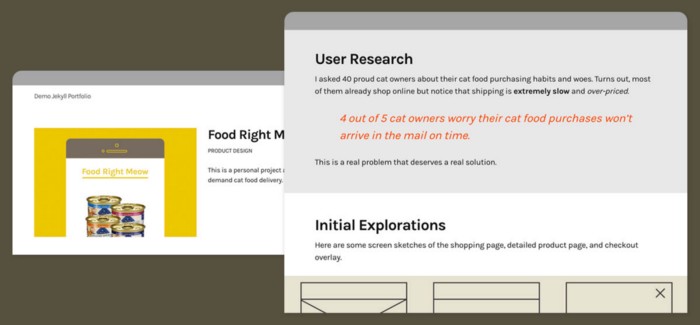 Demo Jekyll Portfolio
Food Right Meow
Food Right M
PRODUCT DESIGN
This is a personal project
demand cat food delivery.
User Research
I asked 40 proud cat owners about their cat food purchasing habits and woes. Turns out, most
of them already shop online but notice that shipping is extremely slow and over-priced.
4 out of 5 cat owners worry their cat food purchases won't
arrive in the mail on time.
This is a real problem that deserves a real solution.
Initial Explorations
Here are some screen sketches of the shopping page, detailed product page, and checkout
overlay.